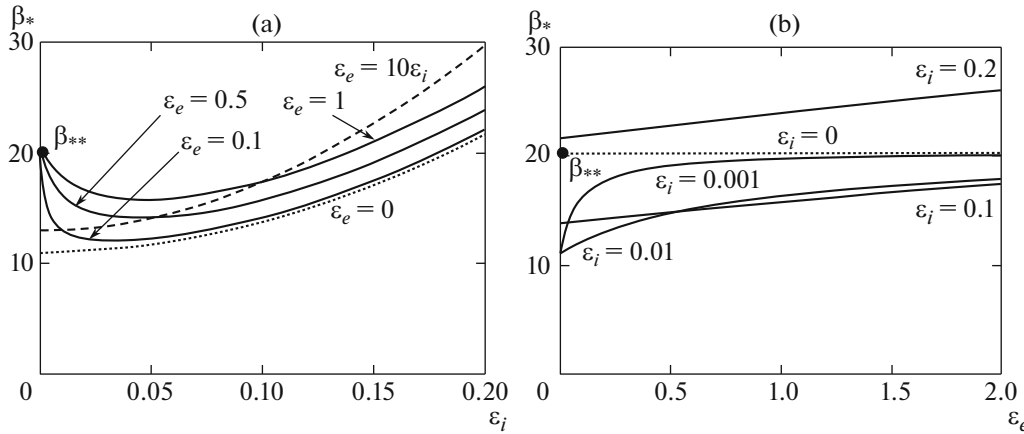 β* (a)
30
20
10
0
0 0.05 0.10 0.15 0.20
ε_i
ε_e = 10ε_i
ε_e = 1
ε_e = 0.5
ε_e = 0.1
ε_e = 0
β**
β* (b)
30
20
10
0
0 0.5 1.0 1.5 2.0
ε_e
ε_i = 0.2
ε_i = 0
β**
ε_i = 0.001
ε_i = 0.1
ε_i = 0.01